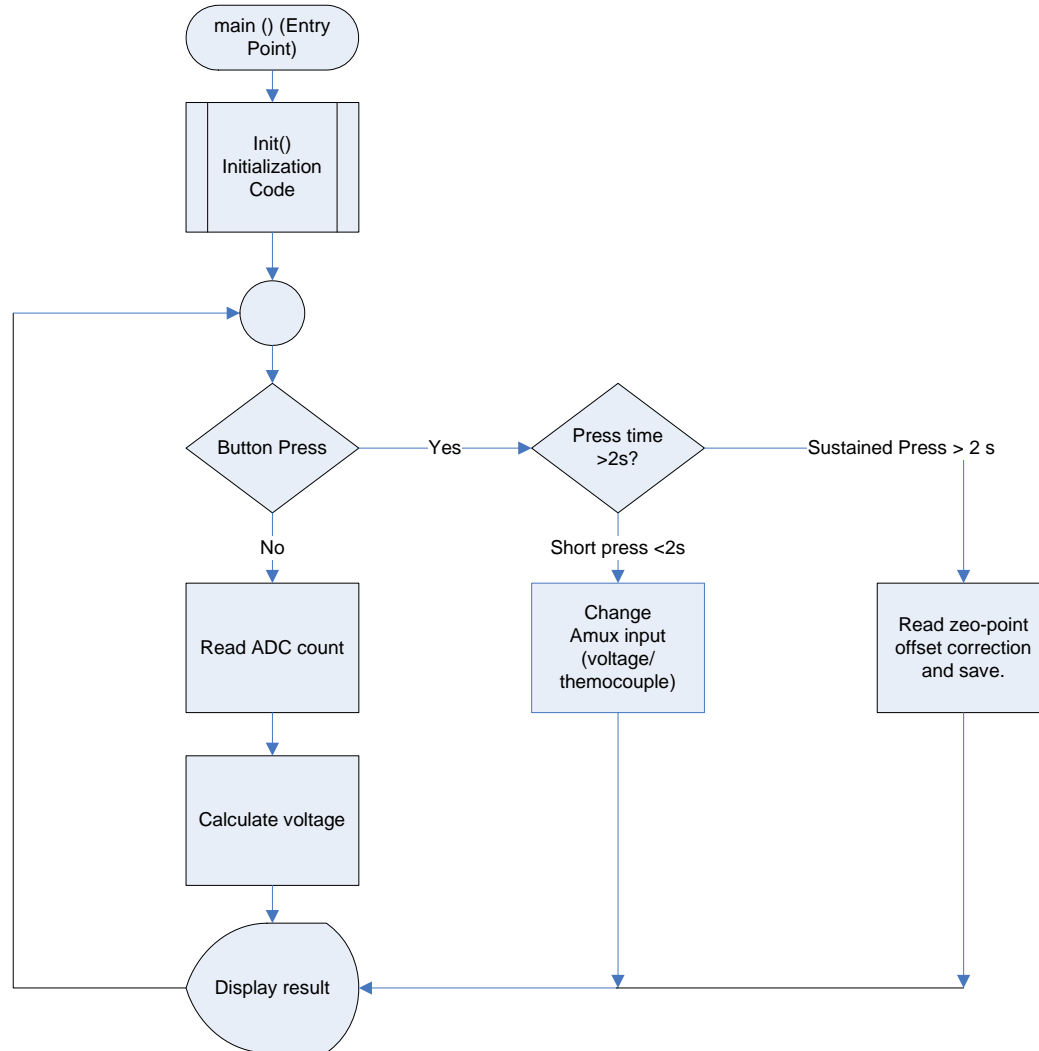 main () (Entry
Point)
Init()
Initialization
Code
Button Press
Yes
Press time
>2s?
Sustained Press > 2 s
No
Short press <2s
Read ADC count
Change
Amux input
(voltage/
themocouple)
Read zeo-point
offset correction
and save.
Calculate voltage
Display result